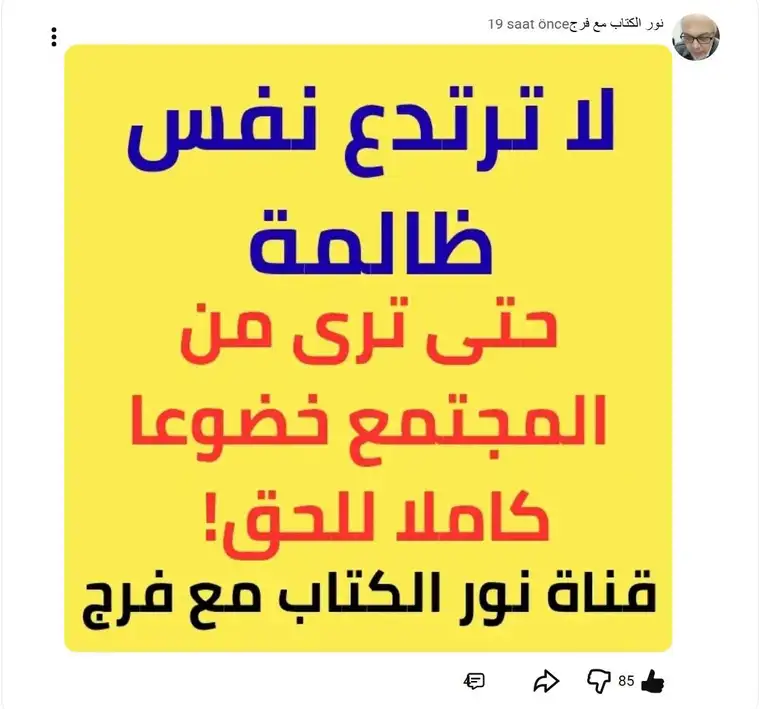 نور الكتاب مع فرج 19 saat önce
لا ترتدع نفس
ظالمة
حتى ترى من
المجتمع خضوعا
كاملا للحق!
قناة نور الكتاب مع فرج
85
4